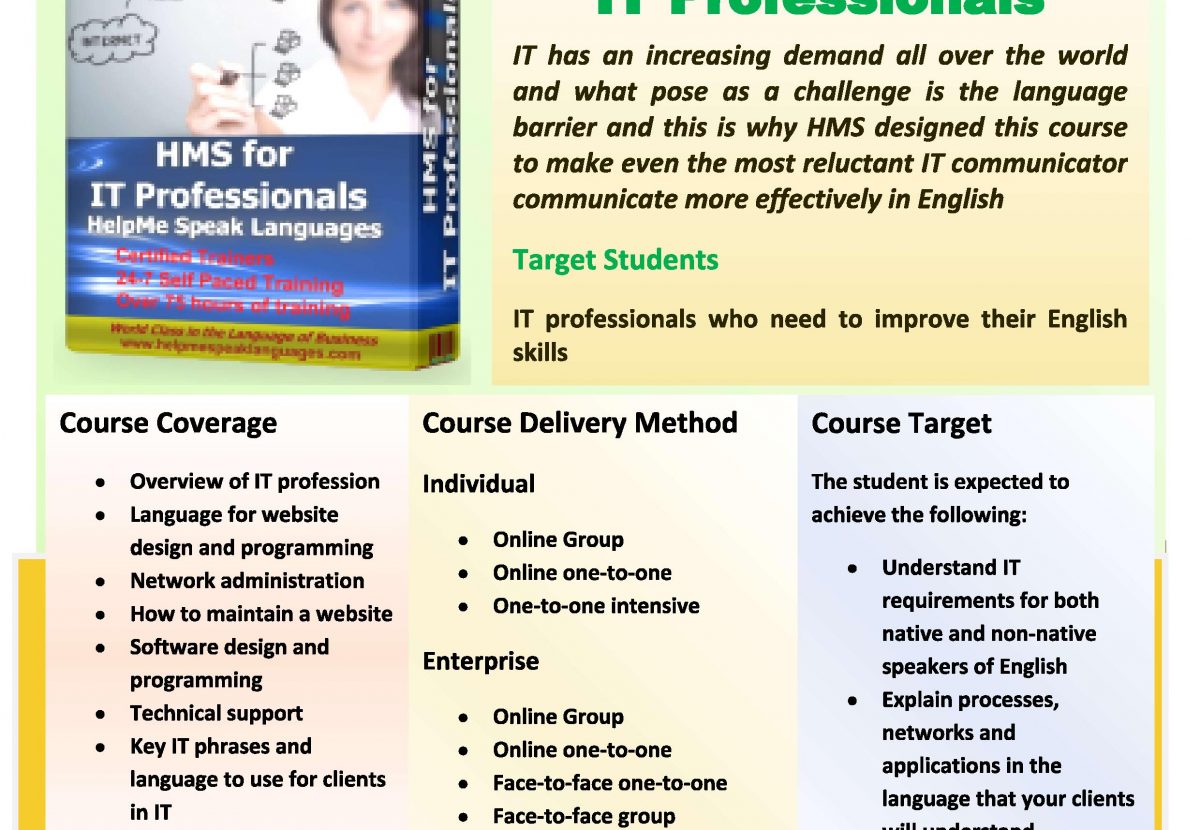 IT Professionals
INTERNET
IT has an increasing demand all over the world
and what pose as a challenge is the language
barrier and this is why HMS designed this course
to make even the most reluctant IT communicator
communicate more effectively in English
HMS for
IT Professionals
HelpMe Speak Languages
Certified Trainers
24-7 Self Paced Training
Over 75 hours of training
World Class in the Language of Business
www.helpmespeaklanguages.com
HMS for
IT Professionals
Target Students
IT professionals who need to improve their English
skills
Course Coverage
• Overview of IT profession
• Language for website
design and programming
• Network administration
• How to maintain a website
• Software design and
programming
• Technical support
• Key IT phrases and
language to use for clients
in IT
Course Delivery Method
Individual
• Online Group
• Online one-to-one
• One-to-one intensive
Enterprise
• Online Group
• Online one-to-one
• Face-to-face one-to-one
• Face-to-face group
Course Target
The student is expected to
achieve the following:
• Understand IT
requirements for both
native and non-native
speakers of English
• Explain processes,
networks and
applications in the
language that your clients
will understand